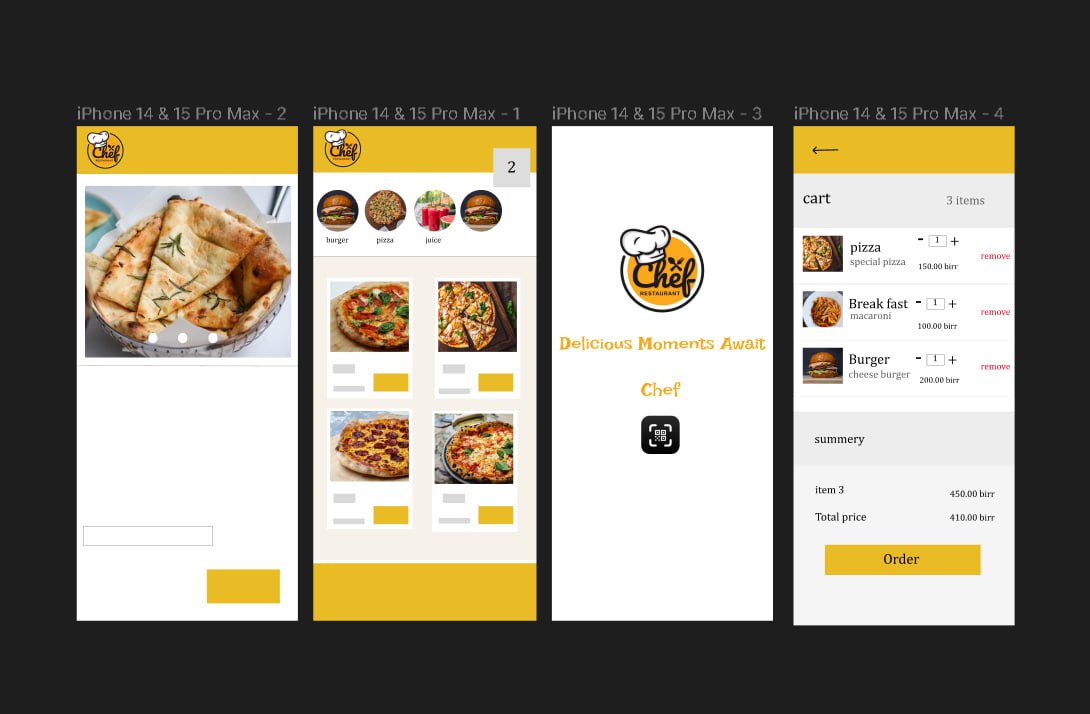 iPhone 14 & 15 Pro Max - 2
Chef
RESTAURANT
iPhone 14 & 15 Pro Max - 1
Chef
RESTAURANT
2
burger
pizza
juice
iPhone 14 & 15 Pro Max - 3
Chef
RESTAURANT
Delicious Moments Await
Chef
iPhone 14 & 15 Pro Max - 4
cart
3 items
pizza
special pizza
- 1 +
150.00 birr
remove
Break fast
macaroni
- 1 +
100.00 birr
remove
Burger
cheese burger
- 1 +
200.00 birr
remove
summery
item 3
450.00 birr
Total price
410.00 birr
Order